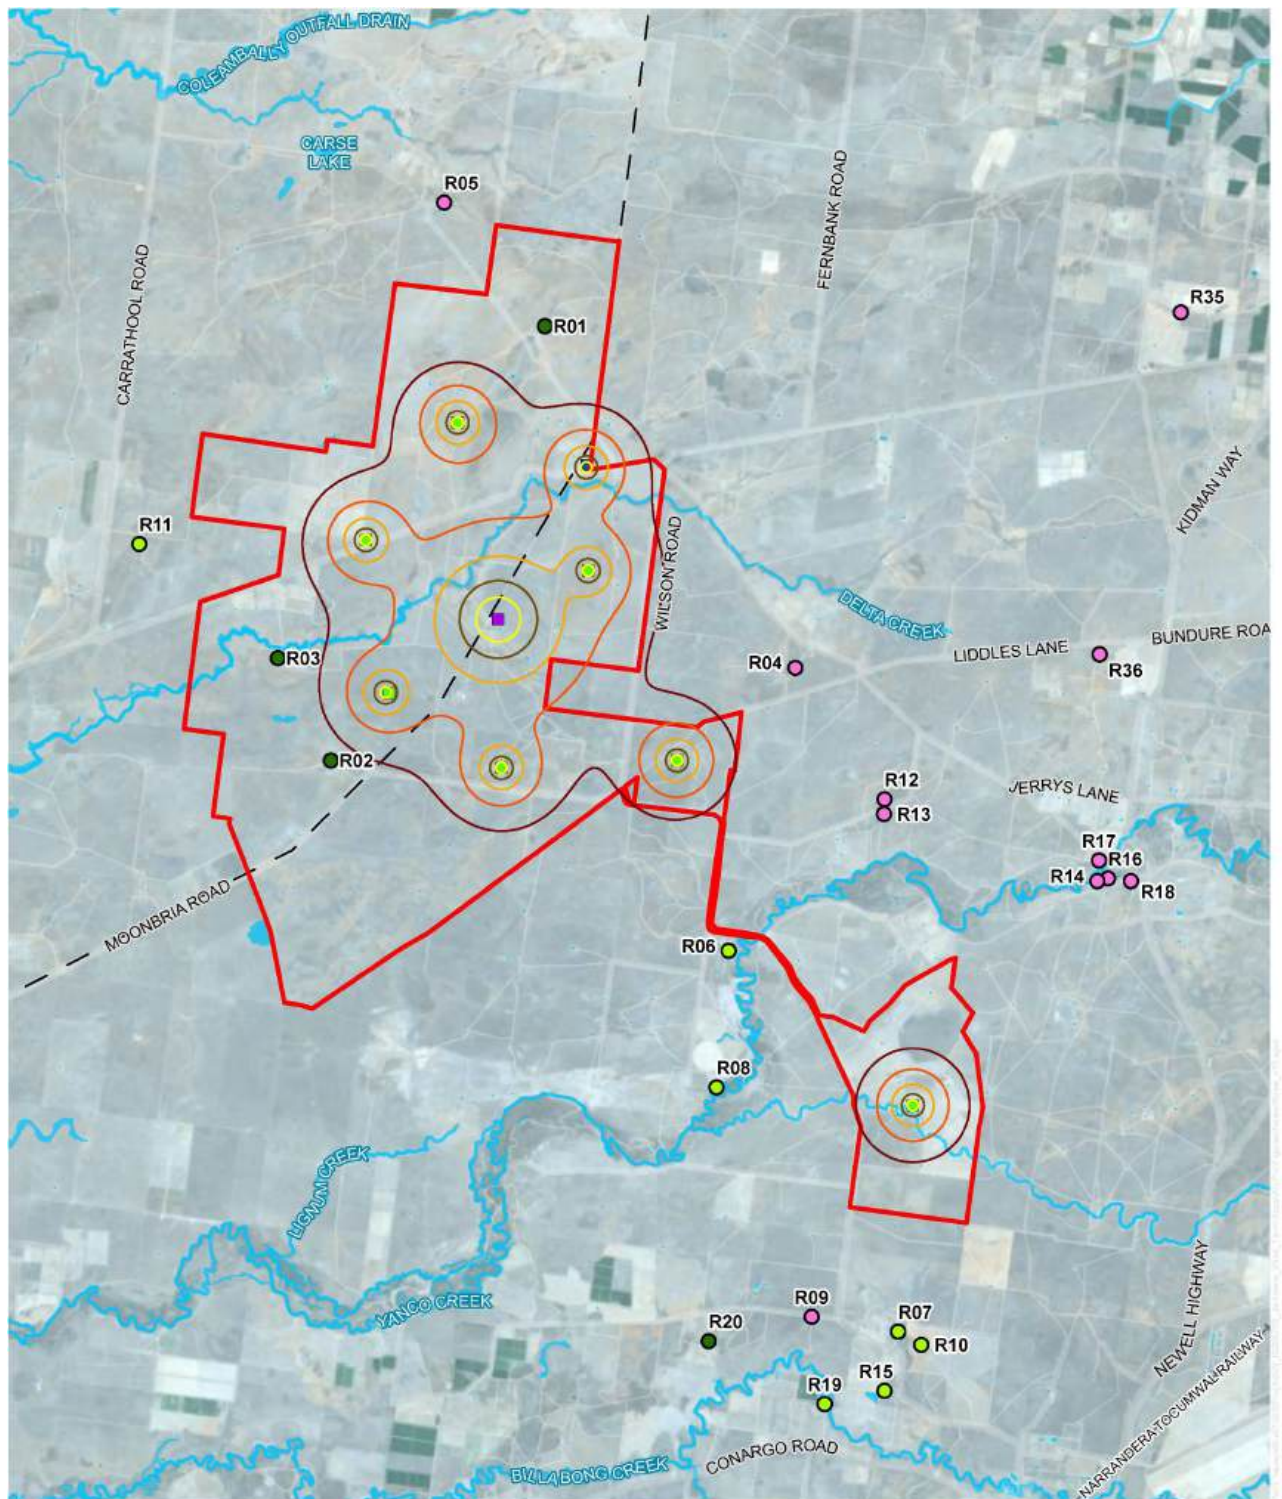 COLEAMBALLY OUTFALL DRAIN
CARSE
LAKE
R05
FERNBANK ROAD
CARRATHOOL ROAD
R35
R01
KIDMAN WAY
R11
WILSON ROAD
DELTA CREEK
BUNDURE ROA
LIDDLES LANE
R03
R04
R36
R02
R12
JERRYS LANE
R13
R17
R16
R14
R18
MOONBRIA ROAD
R06
R08
LIGNUM CREEK
YANCO CREEK
NEWELL HIGHWAY
R09
R07
R20
R10
R15
R19
NARRANDERA TO TOCUMWAL RAILWAY
CONARGO ROAD
BILLABONG CREEK